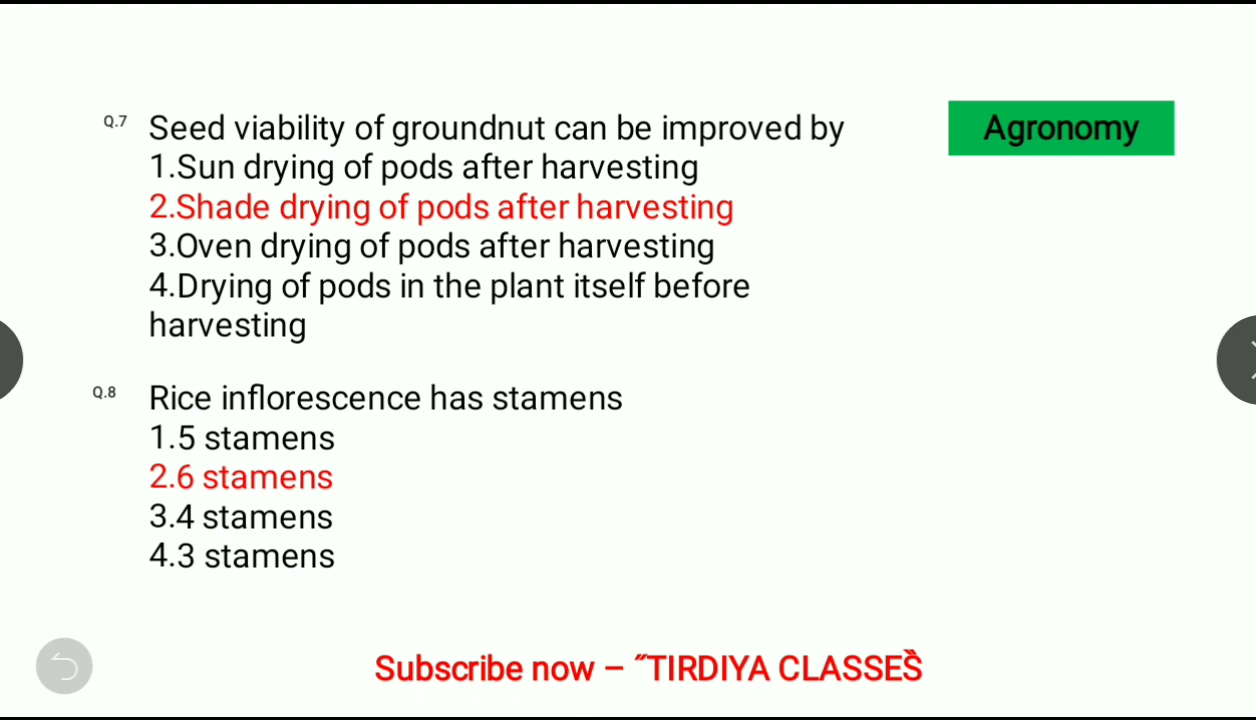 Q.7 Seed viability of groundnut can be improved by
Agronomy
1.Sun drying of pods after harvesting
2.Shade drying of pods after harvesting
3.Oven drying of pods after harvesting
4.Drying of pods in the plant itself before
harvesting
Q.8 Rice inflorescence has stamens
1.5 stamens
2.6 stamens
3.4 stamens
4.3 stamens
Subscribe now – ˝TIRDIYA CLASSES̏